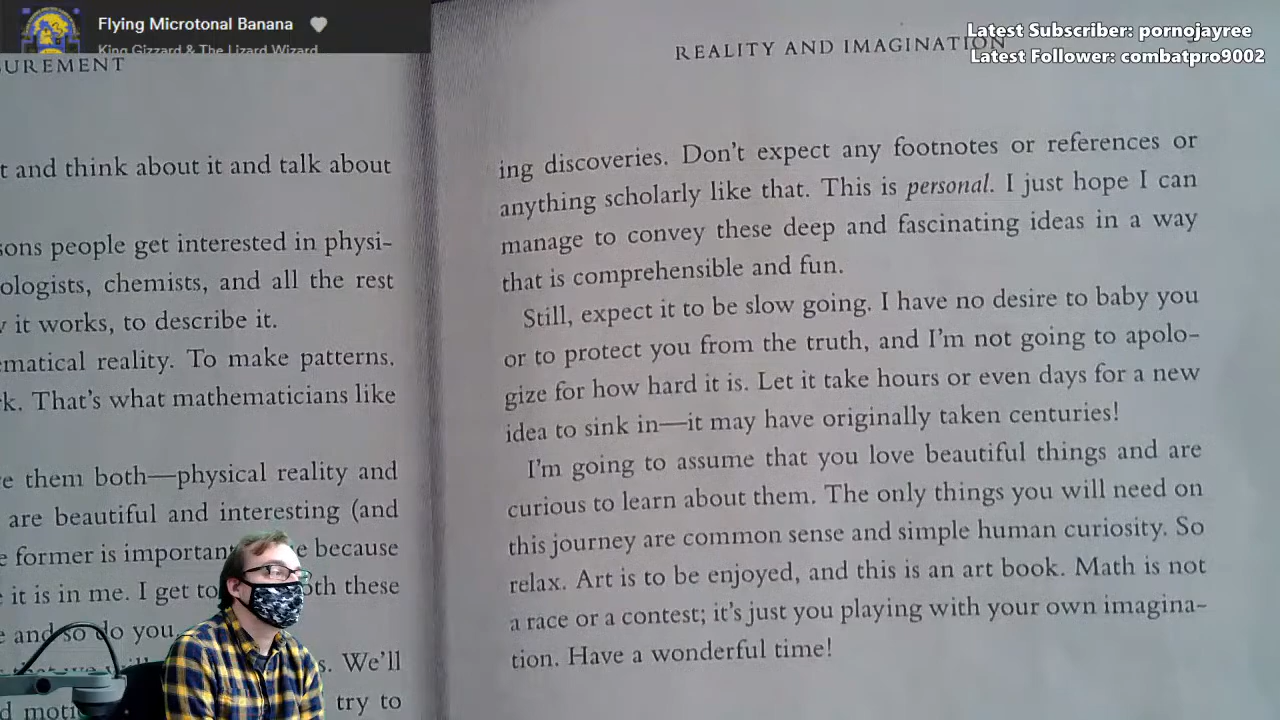 Flying Microtonal Banana
King Gizzard & The Lizard Wizard
Latest Subscriber: pornojayree
Latest Follower: combatpro9002
UREMENT
t and think about it and talk about
sons people get interested in physi-
ologists, chemists, and all the rest
it works, to describe it.
ematical reality. To make patterns.
k. That's what mathematicians like
e them both—physical reality and
are beautiful and interesting (and
e former is important because
it is in me. I get to oth these
e and so do you
s. We'll
d moti try to
REALITY AND IMAGINATION
ing discoveries. Don't expect any footnotes or references or
anything scholarly like that. This is personal. I just hope I can
manage to convey these deep and fascinating ideas in a way
that is comprehensible and fun.
Still, expect it to be slow going. I have no desire to baby you
or to protect you from the truth, and I'm not going to apolo-
gize for how hard it is. Let it take hours or even days for a new
idea to sink in—it may have originally taken centuries!
I'm going to assume that you love beautiful things and are
curious to learn about them. The only things you will need on
this journey are common sense and simple human curiosity. So
relax. Art is to be enjoyed, and this is an art book. Math is not
a race or a contest; it's just you playing with your own imagina-
tion. Have a wonderful time!